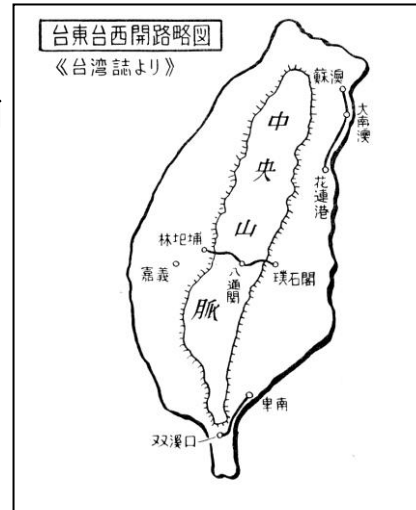 台東台西開路略図
《台湾誌より》
蘇澳
大南澳
花連港
中央山脈
林圯埔
嘉義
八通関
璞石閣
卑南
双溪口